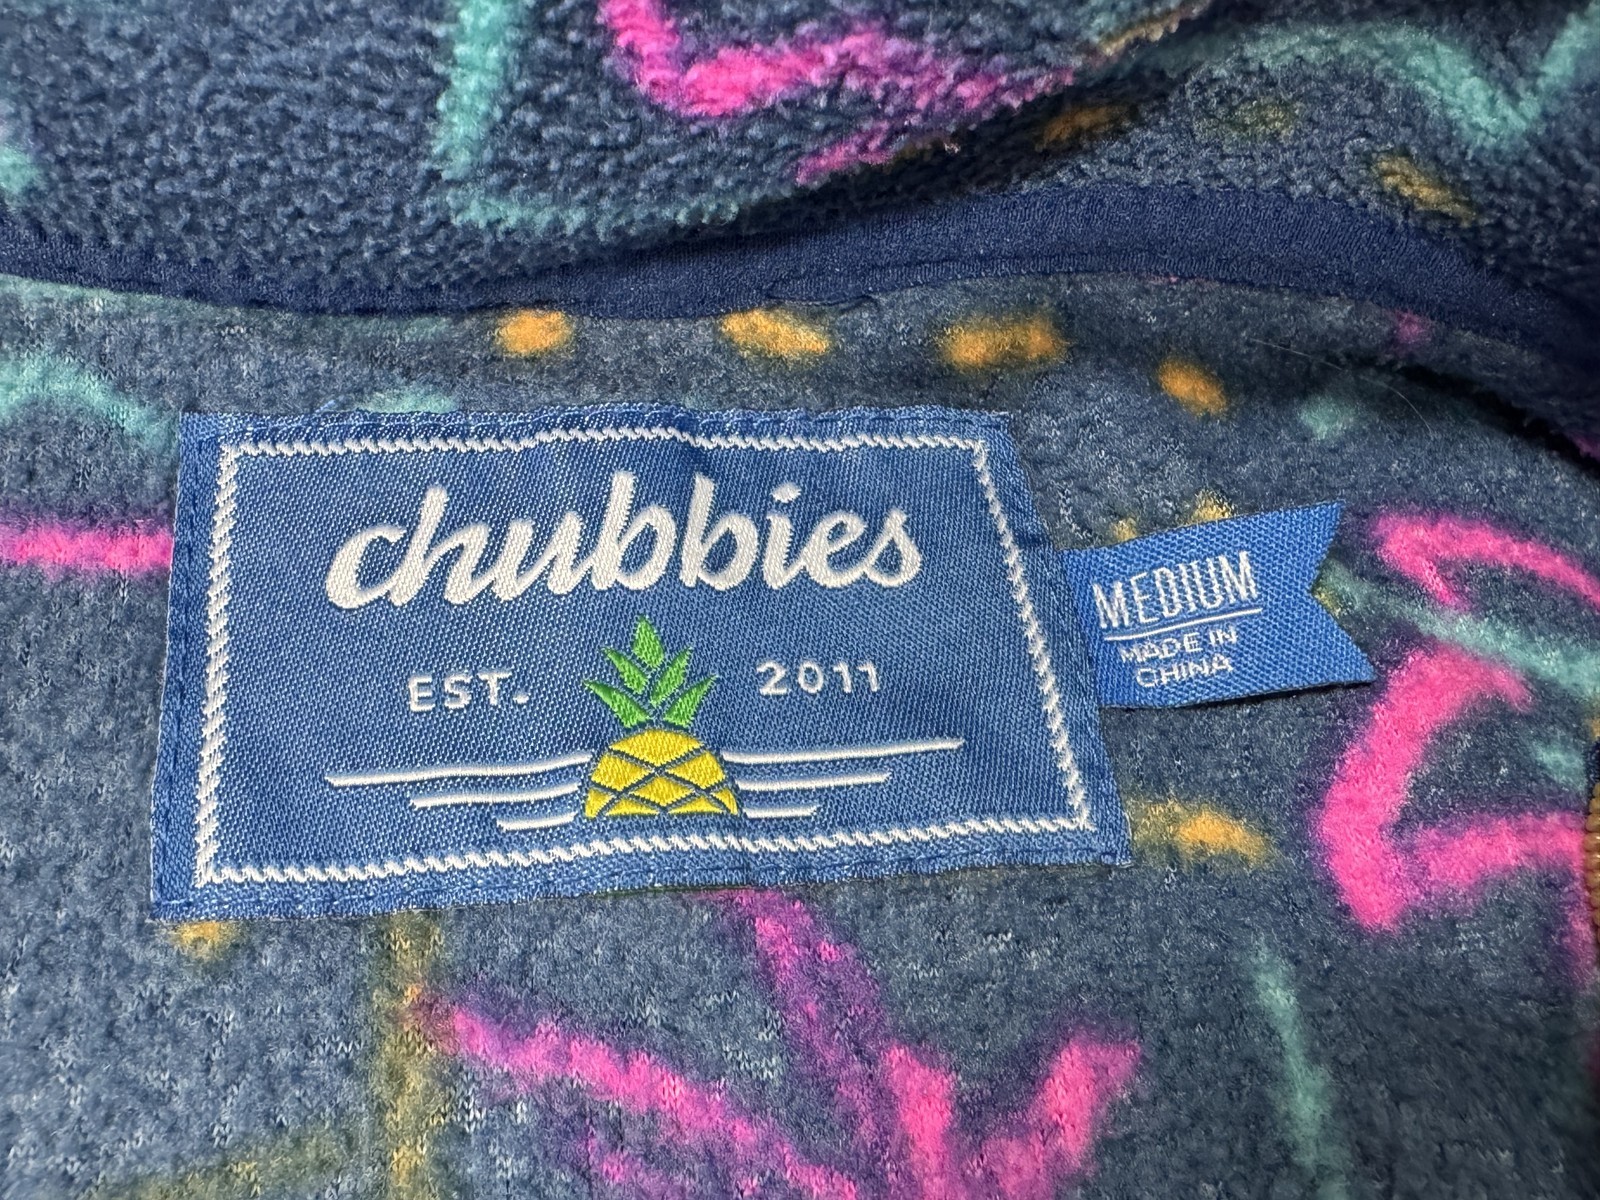 chubbies
EST. 2011
MEDIUM
MADE IN
CHINA